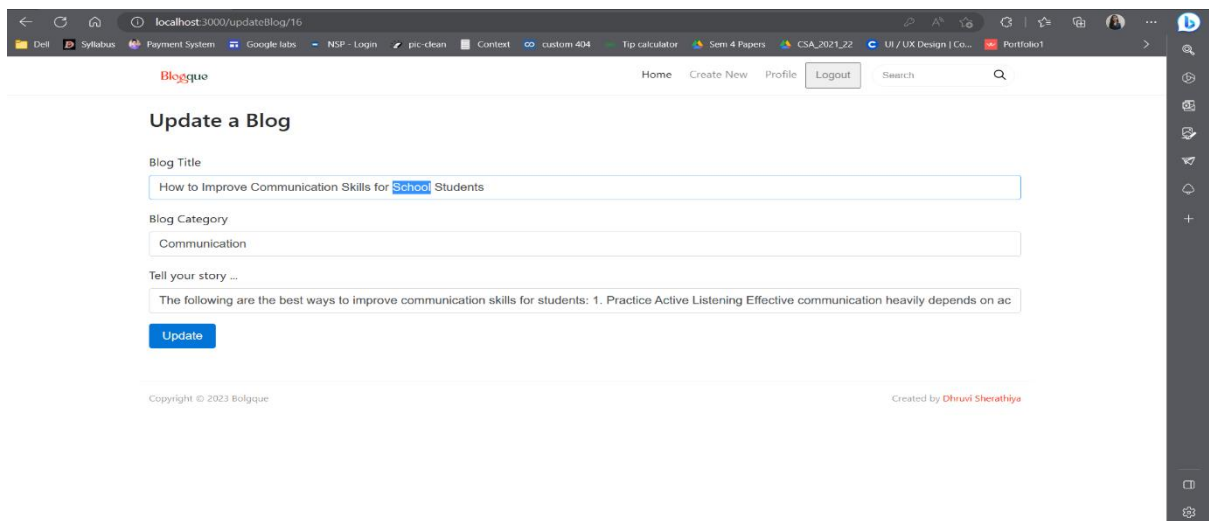 localhost:3000/updateBlog/16
Dell Syllabus Payment System Google labs NSP - Login pic-clean Context custom 404 Tip calculator Sem 4 Papers CSA_2021_22 UI / UX Design | Co... Portfolio1
Blogque Home Create New Profile Logout Search
Update a Blog
Blog Title
How to Improve Communication Skills for School Students
Blog Category
Communication
Tell your story ...
The following are the best ways to improve communication skills for students: 1. Practice Active Listening Effective communication heavily depends on ac
Update
Copyright © 2023 Bolgque Created by Dhruvi Sherathiya